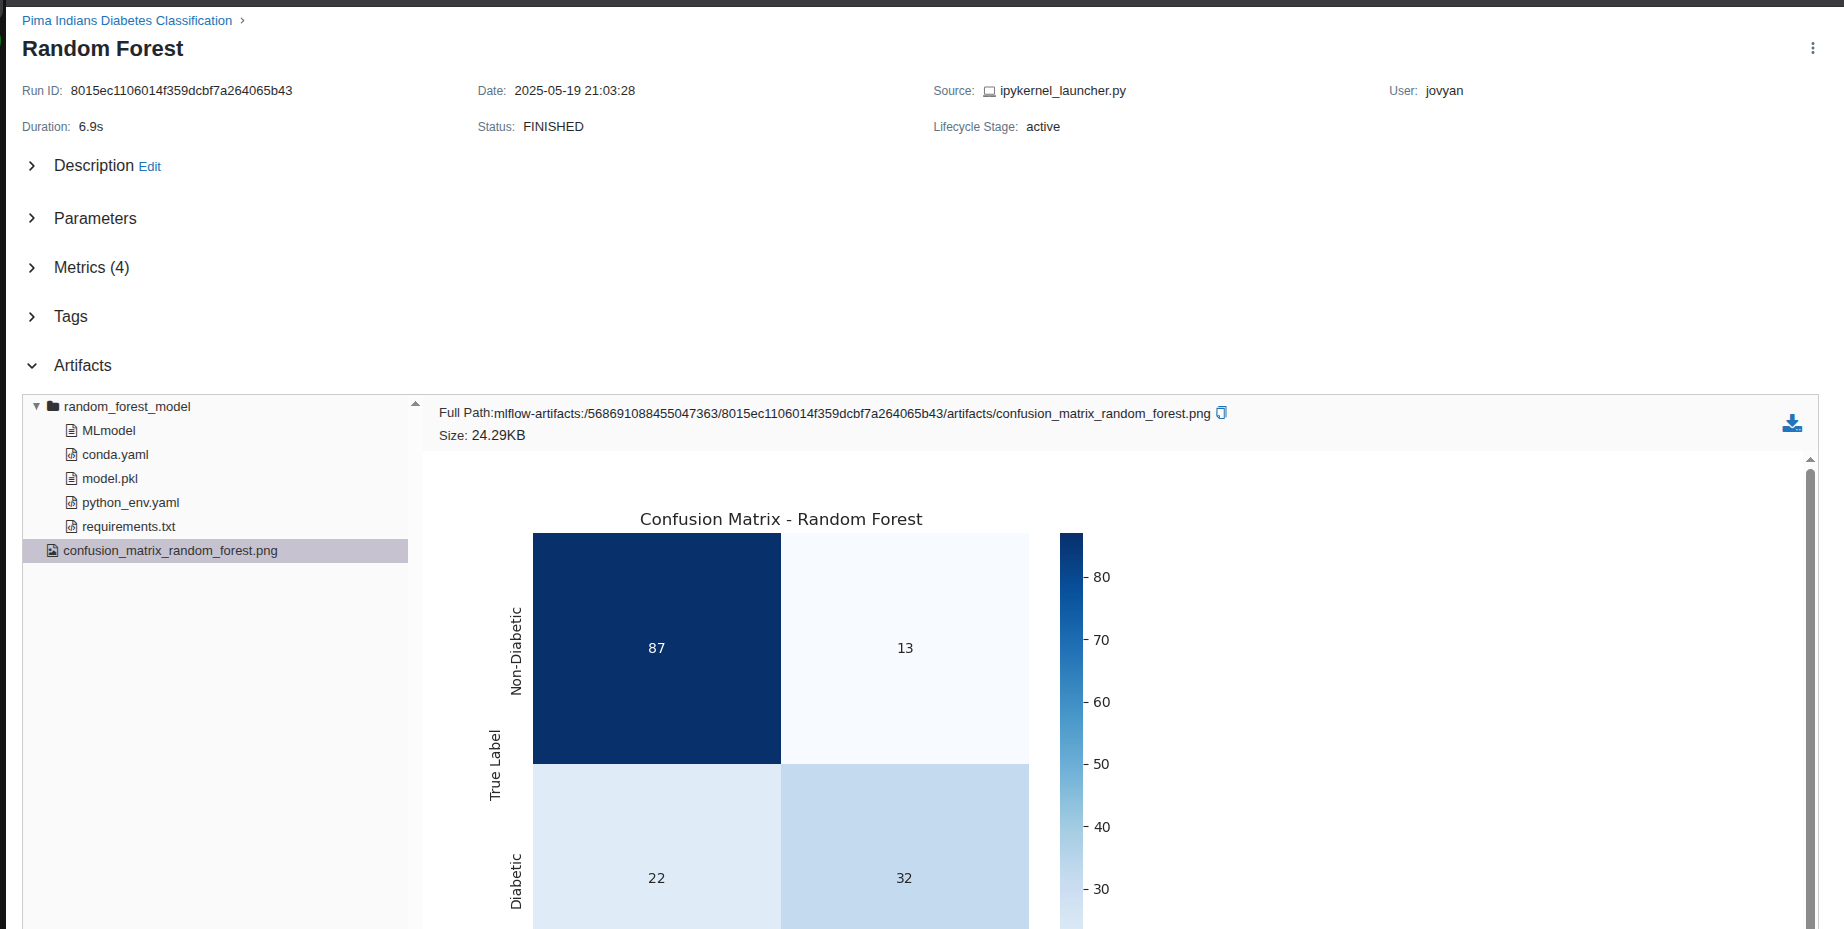 Pima Indians Diabetes Classification
Random Forest
Run ID: 8015ec1106014f359dcbf7a264065b43
Date: 2025-05-19 21:03:28
Source: ipykernel_launcher.py
User: jovyan
Duration: 6.9s
Status: FINISHED
Lifecycle Stage: active
Description Edit
Parameters
Metrics (4)
Tags
Artifacts
random_forest_model
MLmodel
conda.yaml
model.pkl
python_env.yaml
requirements.txt
confusion_matrix_random_forest.png
Full Path:mlflow-artifacts:/568691088455047363/8015ec1106014f359dcbf7a264065b43/artifacts/confusion_matrix_random_forest.png
Size: 24.29KB
Confusion Matrix - Random Forest
True Label
Non-Diabetic
87 13
Diabetic
22 32
80
70
60
50
40
30